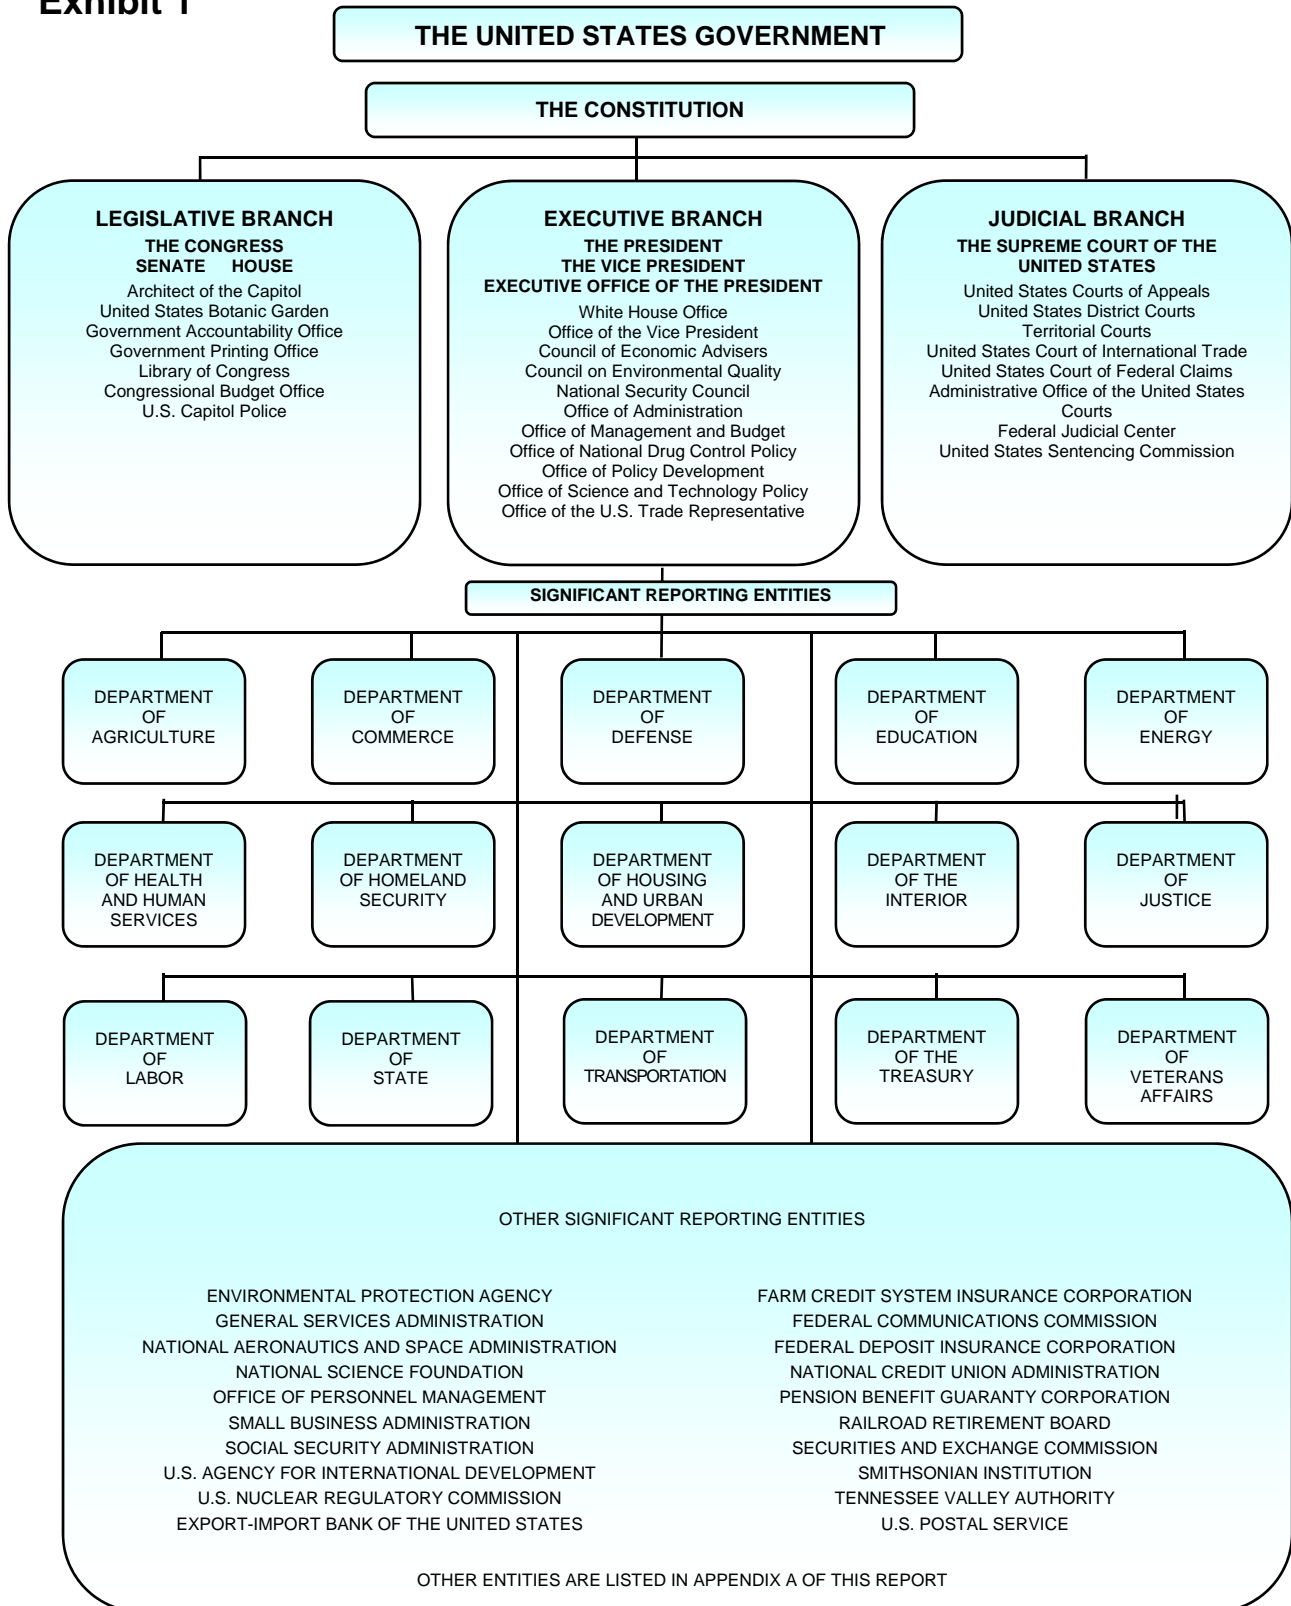 Exhibit 1
THE UNITED STATES GOVERNMENT
THE CONSTITUTION
LEGISLATIVE BRANCH
THE CONGRESS
SENATE HOUSE
Architect of the Capitol
United States Botanic Garden
Government Accountability Office
Government Printing Office
Library of Congress
Congressional Budget Office
U.S. Capitol Police
EXECUTIVE BRANCH
THE PRESIDENT
THE VICE PRESIDENT
EXECUTIVE OFFICE OF THE PRESIDENT
White House Office
Office of the Vice President
Council of Economic Advisers
Council on Environmental Quality
National Security Council
Office of Administration
Office of Management and Budget
Office of National Drug Control Policy
Office of Policy Development
Office of Science and Technology Policy
Office of the U.S. Trade Representative
JUDICIAL BRANCH
THE SUPREME COURT OF THE
UNITED STATES
United States Courts of Appeals
United States District Courts
Territorial Courts
United States Court of International Trade
United States Court of Federal Claims
Administrative Office of the United States
Courts
Federal Judicial Center
United States Sentencing Commission
SIGNIFICANT REPORTING ENTITIES
DEPARTMENT
OF
AGRICULTURE
DEPARTMENT
OF
COMMERCE
DEPARTMENT
OF
DEFENSE
DEPARTMENT
OF
EDUCATION
DEPARTMENT
OF
ENERGY
DEPARTMENT
OF HEALTH
AND HUMAN
SERVICES
DEPARTMENT
OF HOMELAND
SECURITY
DEPARTMENT
OF HOUSING
AND URBAN
DEVELOPMENT
DEPARTMENT
OF THE
INTERIOR
DEPARTMENT
OF
JUSTICE
DEPARTMENT
OF
LABOR
DEPARTMENT
OF
STATE
DEPARTMENT
OF
TRANSPORTATION
DEPARTMENT
OF THE
TREASURY
DEPARTMENT
OF
VETERANS
AFFAIRS
OTHER SIGNIFICANT REPORTING ENTITIES
ENVIRONMENTAL PROTECTION AGENCY
GENERAL SERVICES ADMINISTRATION
NATIONAL AERONAUTICS AND SPACE ADMINISTRATION
NATIONAL SCIENCE FOUNDATION
OFFICE OF PERSONNEL MANAGEMENT
SMALL BUSINESS ADMINISTRATION
SOCIAL SECURITY ADMINISTRATION
U.S. AGENCY FOR INTERNATIONAL DEVELOPMENT
U.S. NUCLEAR REGULATORY COMMISSION
EXPORT-IMPORT BANK OF THE UNITED STATES
FARM CREDIT SYSTEM INSURANCE CORPORATION
FEDERAL COMMUNICATIONS COMMISSION
FEDERAL DEPOSIT INSURANCE CORPORATION
NATIONAL CREDIT UNION ADMINISTRATION
PENSION BENEFIT GUARANTY CORPORATION
RAILROAD RETIREMENT BOARD
SECURITIES AND EXCHANGE COMMISSION
SMITHSONIAN INSTITUTION
TENNESSEE VALLEY AUTHORITY
U.S. POSTAL SERVICE
OTHER ENTITIES ARE LISTED IN APPENDIX A OF THIS REPORT